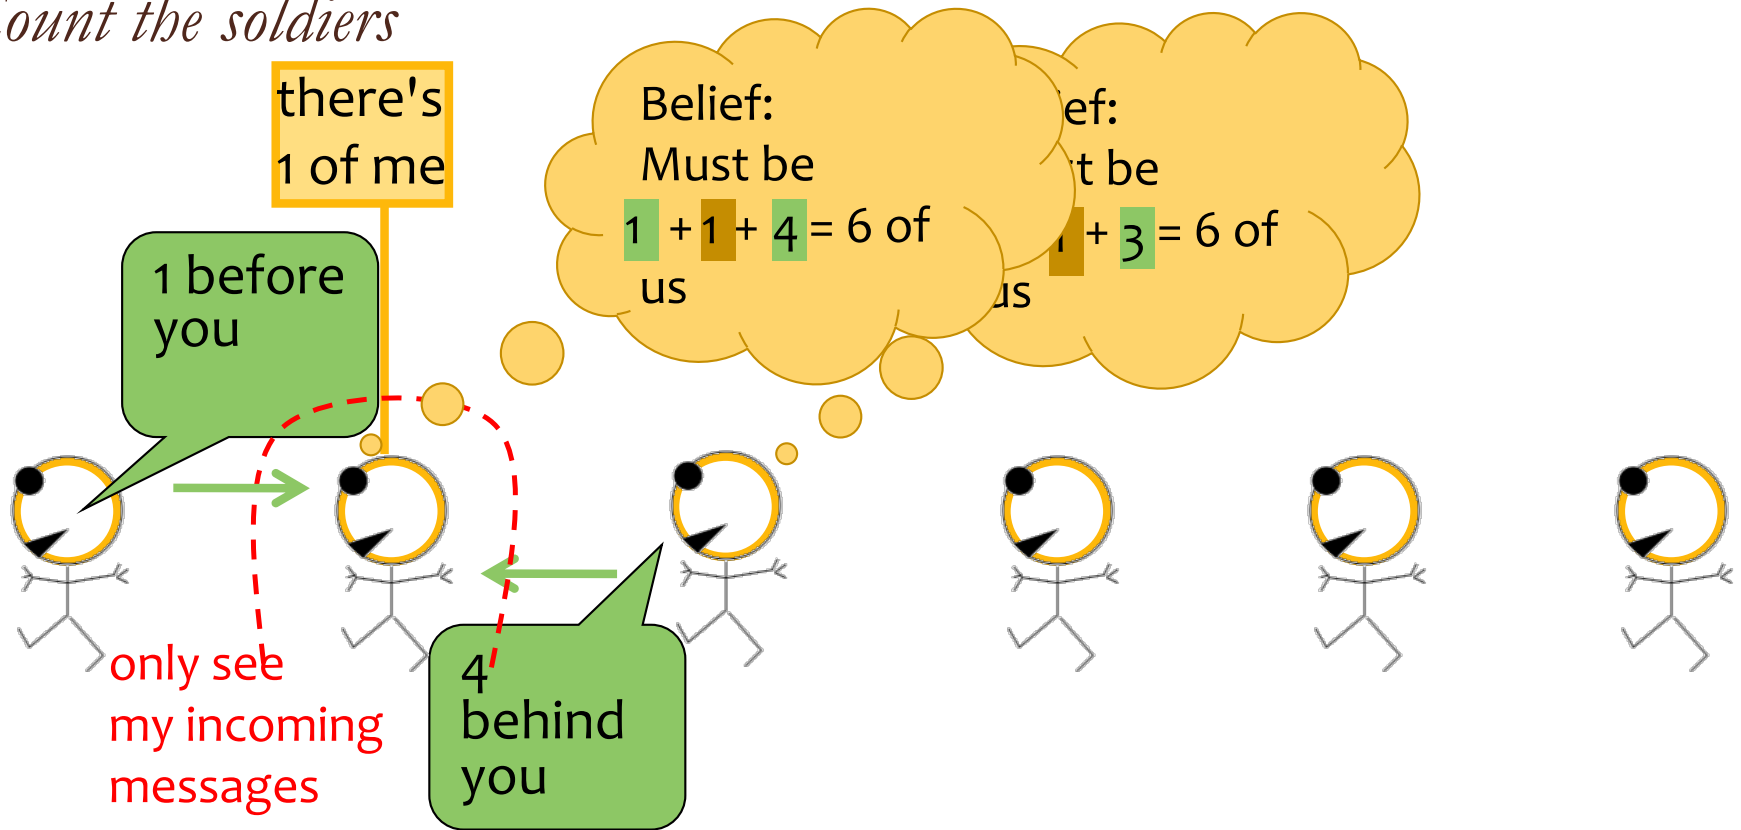 ount the soldiers
there's
1 of me
Belief:
Must be
1 + 1 + 4 = 6 of
us
ef:
t be
1 + 3 = 6 of
us
1 before
you
only see
my incoming
messages
4
behind
you